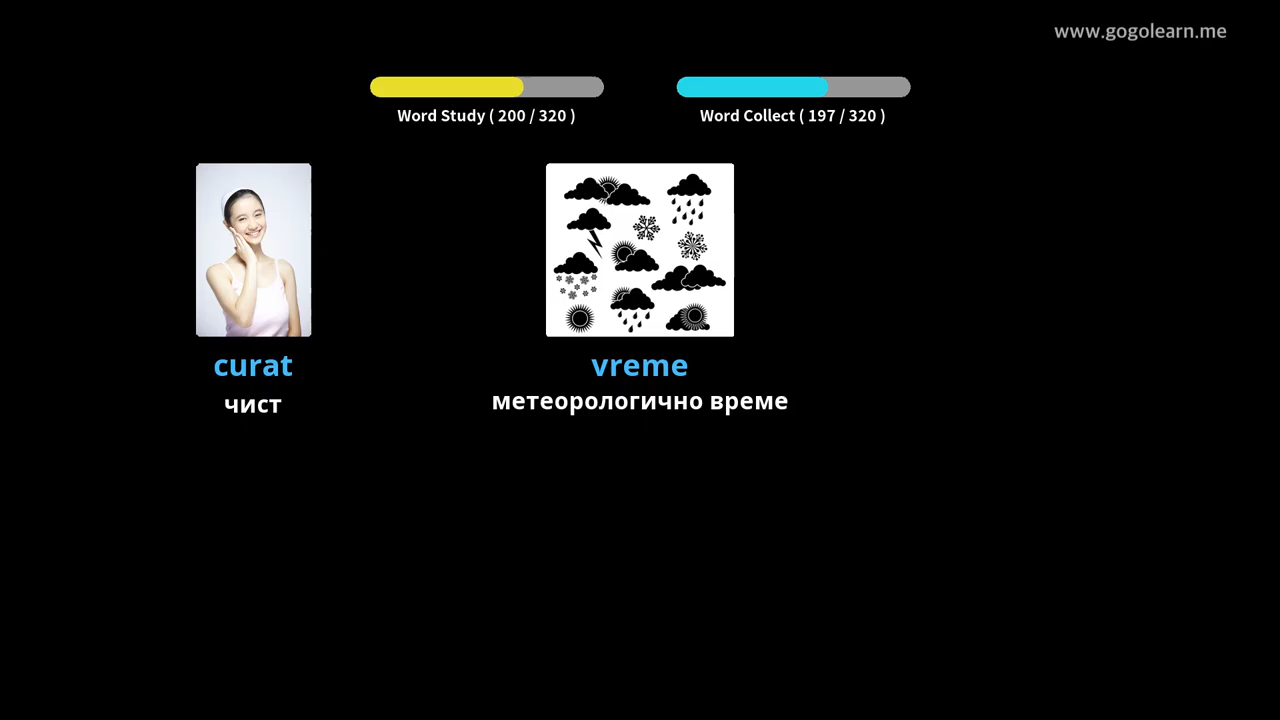 www.gogolearn.me
Word Study ( 200 / 320 )
Word Collect ( 197 / 320 )
curat
чист
vreme
метеорологично време